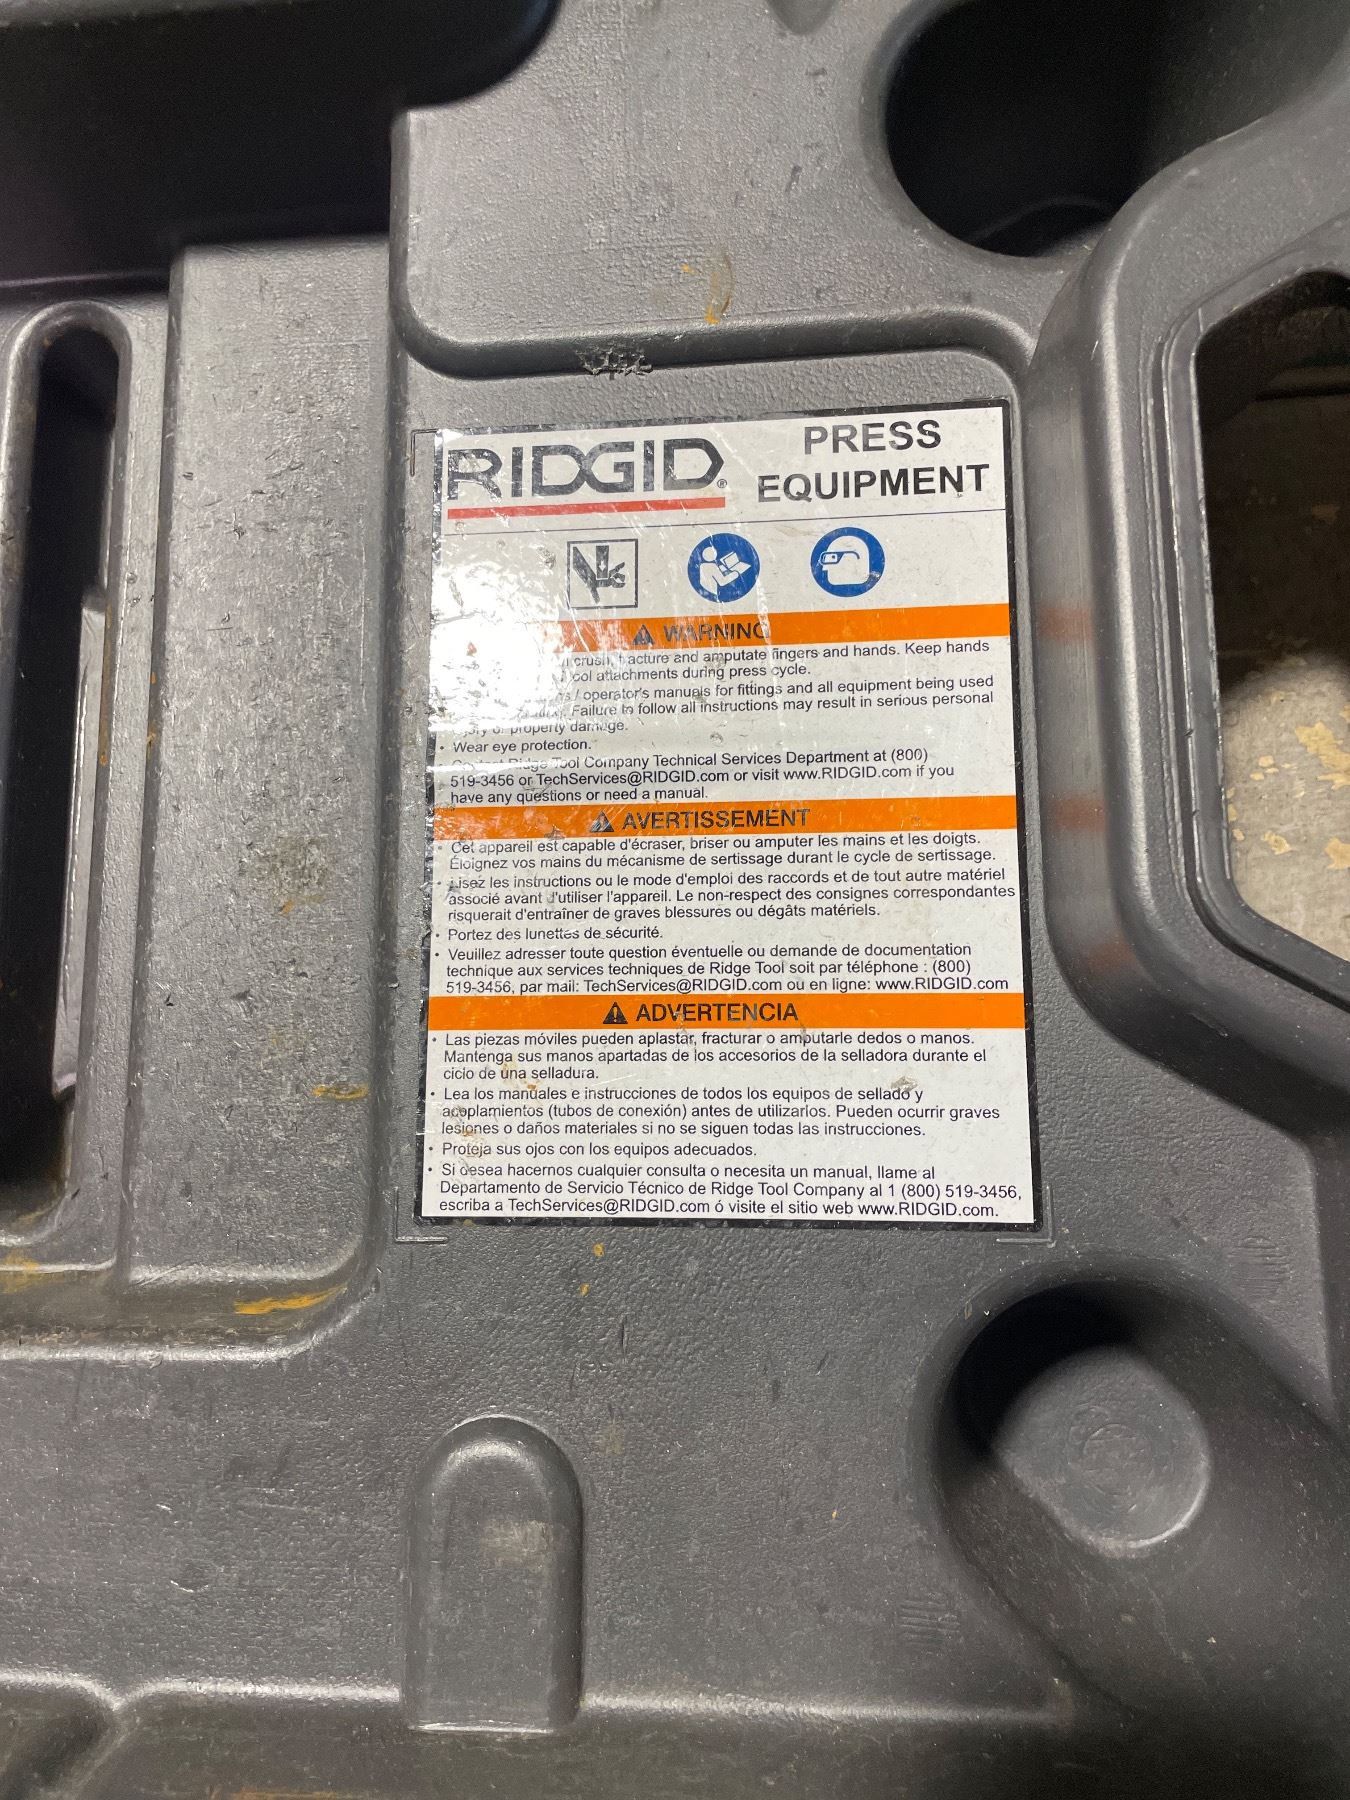 RIDGID®
PRESS
EQUIPMENT
WARNING
crush, fracture and amputate fingers and hands. Keep hands
tool attachments during press cycle.
/ operator's manuals for fittings and all equipment being used
Failure to follow all instructions may result in serious personal
injury or property damage.
• Wear eye protection.
• Contact Ridge Tool Company Technical Services Department at (800)
519-3456 or TechServices@RIDGID.com or visit www.RIDGID.com if you
have any questions or need a manual.
AVERTISSEMENT
• Cet appareil est capable d'écraser, briser ou amputer les mains et les doigts.
Éloignez vos mains du mécanisme de sertissage durant le cycle de sertissage.
• Lisez les instructions ou le mode d'emploi des raccords et de tout autre matériel
associé avant d'utiliser l'appareil. Le non-respect des consignes correspondantes
risquerait d'entraîner de graves blessures ou dégâts matériels.
• Portez des lunettes de sécurité.
• Veuillez adresser toute question éventuelle ou demande de documentation
technique aux services techniques de Ridge Tool soit par téléphone : (800)
519-3456, par mail: TechServices@RIDGID.com ou en ligne: www.RIDGID.com
ADVERTENCIA
• Las piezas móviles pueden aplastar, fracturar o ambutarle dedos o manos.
Mantenga sus manos apartadas de los accesorios de la selladora durante el
ciclo de una selladura.
• Lea los manuales e instrucciones de todos los equipos de sellado y
acoplamientos (tubos de conexión) antes de utilizarlos. Pueden ocurrir graves
lesiones o daños materiales si no se siguen todas las instrucciones.
• Proteja sus ojos con los equipos adecuados.
• Si desea hacernos cualquier consulta o necesita un manual, llame al
Departamento de Servicio Técnico de Ridge Tool Company al 1 (800) 519-3456,
escriba a TechServices@RIDGID.com ó visite el sitio web www.RIDGID.com.